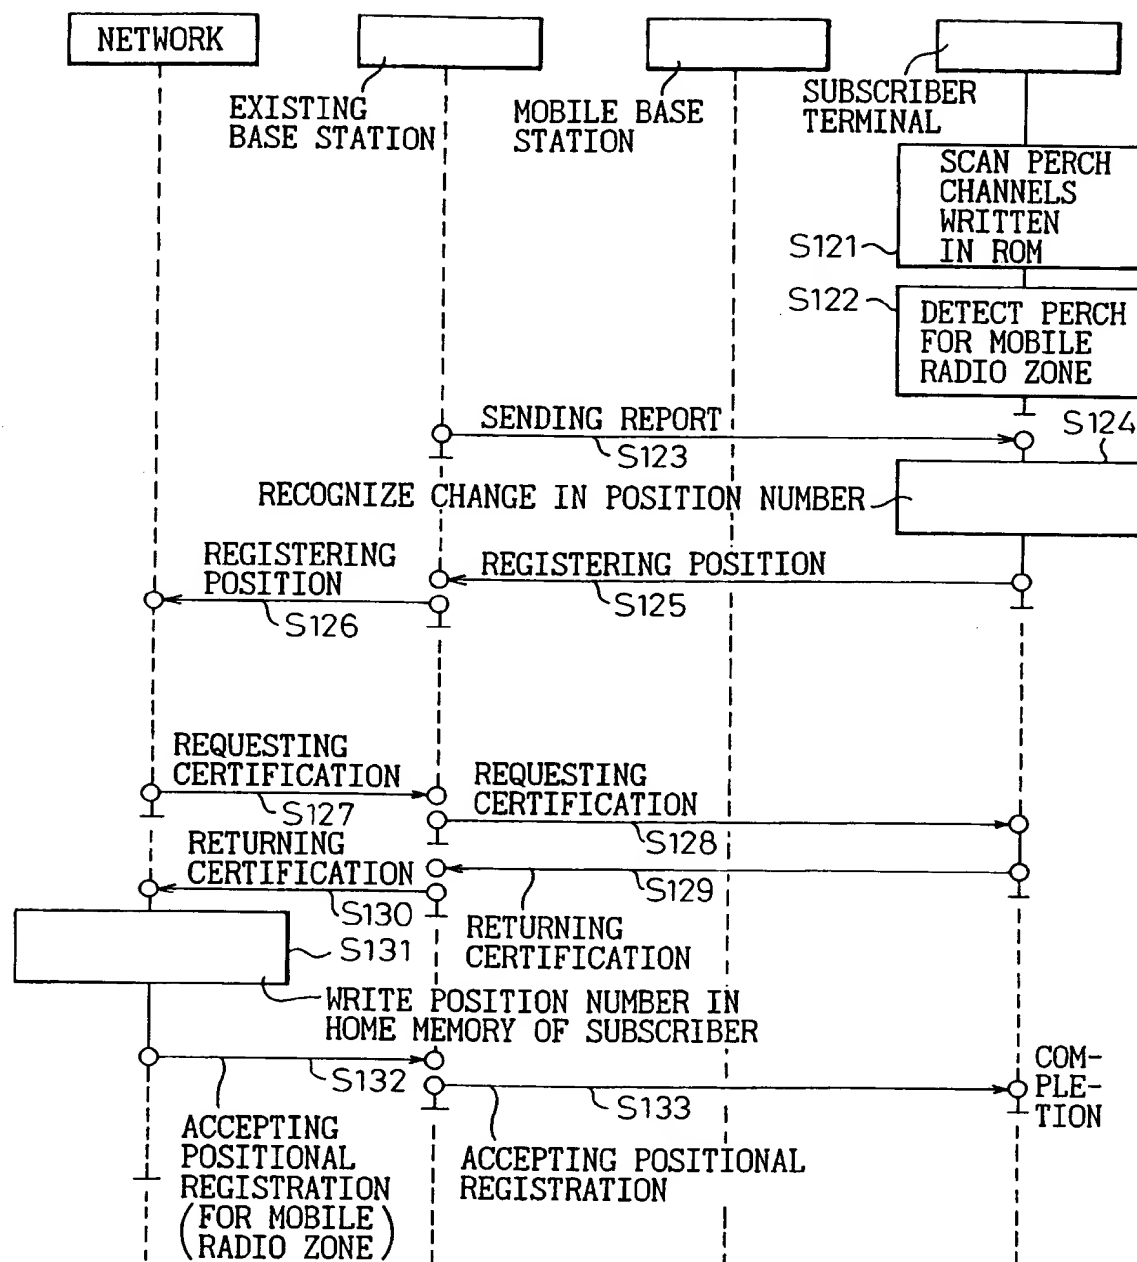 NETWORK
EXISTING
BASE STATION
MOBILE BASE
STATION
SUBSCRIBER
TERMINAL
SCAN PERCH
CHANNELS
WRITTEN
IN ROM
S121
S122
DETECT PERCH
FOR MOBILE
RADIO ZONE
SENDING REPORT
S123
S124
RECOGNIZE CHANGE IN POSITION NUMBER
REGISTERING
POSITION
REGISTERING POSITION
S125
S126
REQUESTING
CERTIFICATION
S127
REQUESTING
CERTIFICATION
S128
RETURNING
CERTIFICATION
S129
S130
RETURNING
CERTIFICATION
S131
WRITE POSITION NUMBER IN
HOME MEMORY OF SUBSCRIBER
S132
S133
COM-
PLE-
TION
ACCEPTING
POSITIONAL
REGISTRATION
(FOR MOBILE
RADIO ZONE)
ACCEPTING POSITIONAL
REGISTRATION